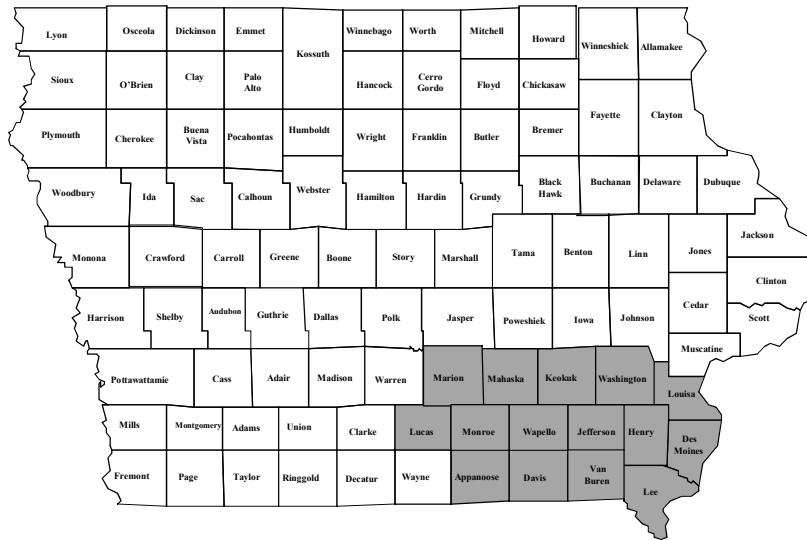 Lyon
Osceola
Dickinson
Emmet
Kossuth
Winnebago
Worth
Mitchell
Howard
Winneshiek
Allamakee
Sioux
O'Brien
Clay
Palo
Alto
Hancock
Cerro
Gordo
Floyd
Chickasaw
Fayette
Clayton
Plymouth
Cherokee
Buena
Vista
Pocahontas
Humboldt
Wright
Franklin
Butler
Bremer
Woodbury
Ida
Sac
Calhoun
Webster
Hamilton
Hardin
Grundy
Black
Hawk
Buchanan
Delaware
Dubuque
Monona
Crawford
Carroll
Greene
Boone
Story
Marshall
Tama
Benton
Linn
Jones
Jackson
Clinton
Harrison
Shelby
Audubon
Guthrie
Dallas
Polk
Jasper
Poweshiek
Iowa
Johnson
Cedar
Scott
Muscatine
Pottawattamie
Cass
Adair
Madison
Warren
Marion
Mahaska
Keokuk
Washington
Louisa
Mills
Montgomery
Adams
Union
Clarke
Lucas
Monroe
Wapello
Jefferson
Henry
Des
Moines
Fremont
Page
Taylor
Ringgold
Decatur
Wayne
Appanoose
Davis
Van
Buren
Lee